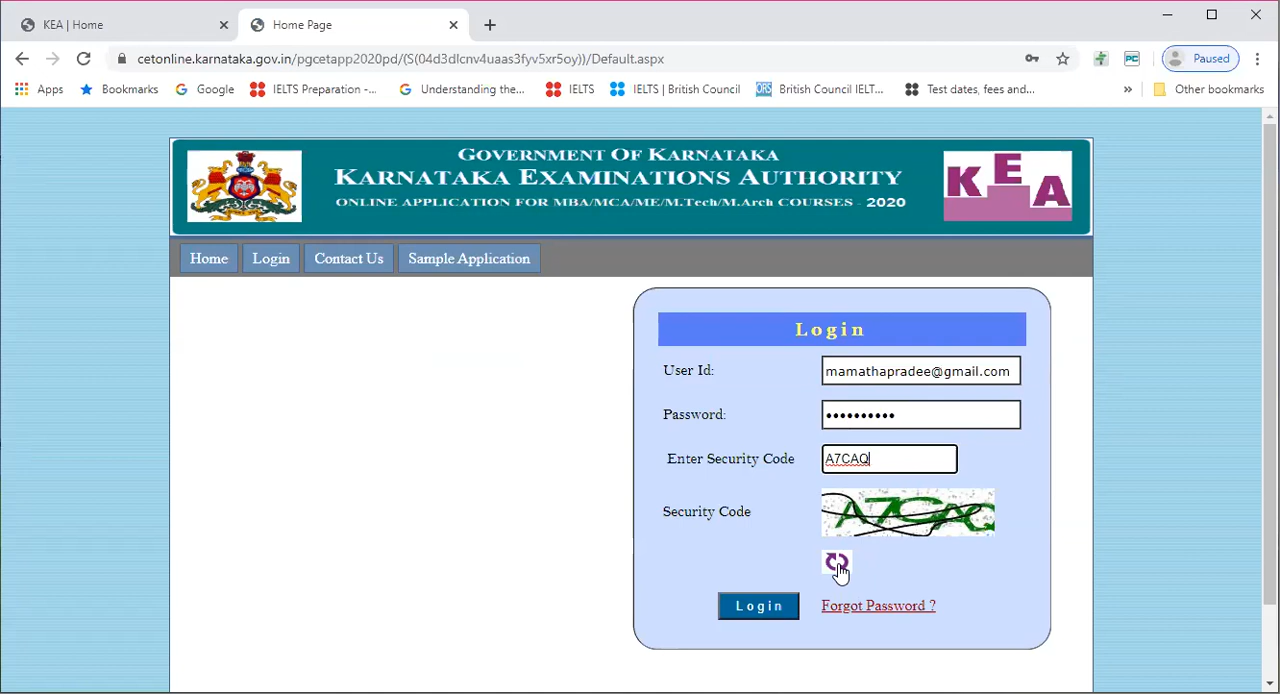 KEA | Home
Home Page
cetonline.karnataka.gov.in/pgcetapp2020pd/(S(04d3dlcnv4uaas3fyv5xr5oy))/Default.aspx
PC
Paused
Apps
Bookmarks
Google
IELTS Preparation -...
Understanding the...
IELTS
IELTS | British Council
ORS
British Council IELT...
Test dates, fees and...
»
Other bookmarks
GOVERNMENT OF KARNATAKA
KARNATAKA EXAMINATIONS AUTHORITY
ONLINE APPLICATION FOR MBA/MCA/ME/M.Tech/M.Arch COURSES - 2020
KEA
Home
Login
Contact Us
Sample Application
Login
User Id:
mamathapradee@gmail.com
Password:
••••••••••
Enter Security Code
A7CAQ
Security Code
A7CAQ
Login
Forgot Password ?